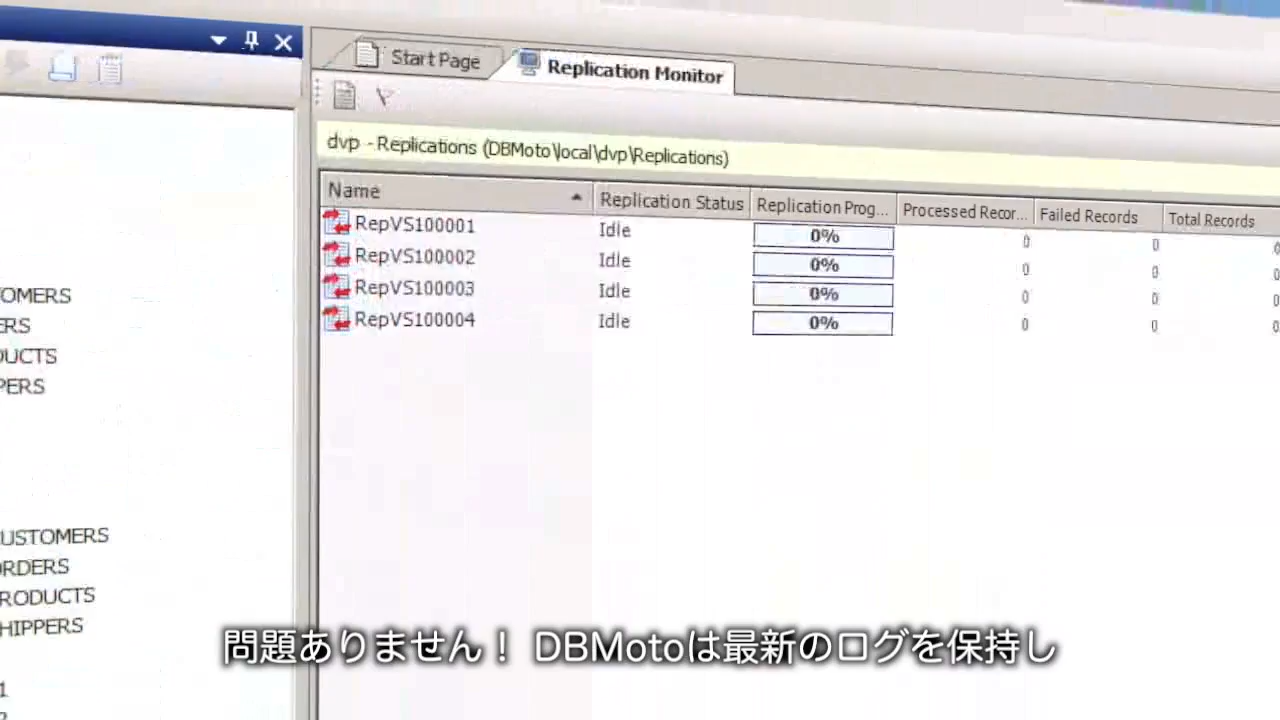 Start Page
Replication Monitor
dvp - Replications (DBMoto\local\dvp\Replications)
Name Replication Status Replication Prog... Processed Recor... Failed Records Total Records
RepVS100001 Idle 0% 0 0
RepVS100002 Idle 0% 0 0
RepVS100003 Idle 0% 0 0
RepVS100004 Idle 0% 0 0
OMERS
ERS
DUCTS
PERS
USTOMERS
ORDERS
RODUCTS
HIPPERS
1
問題ありません！ DBMotoは最新のログを保持し